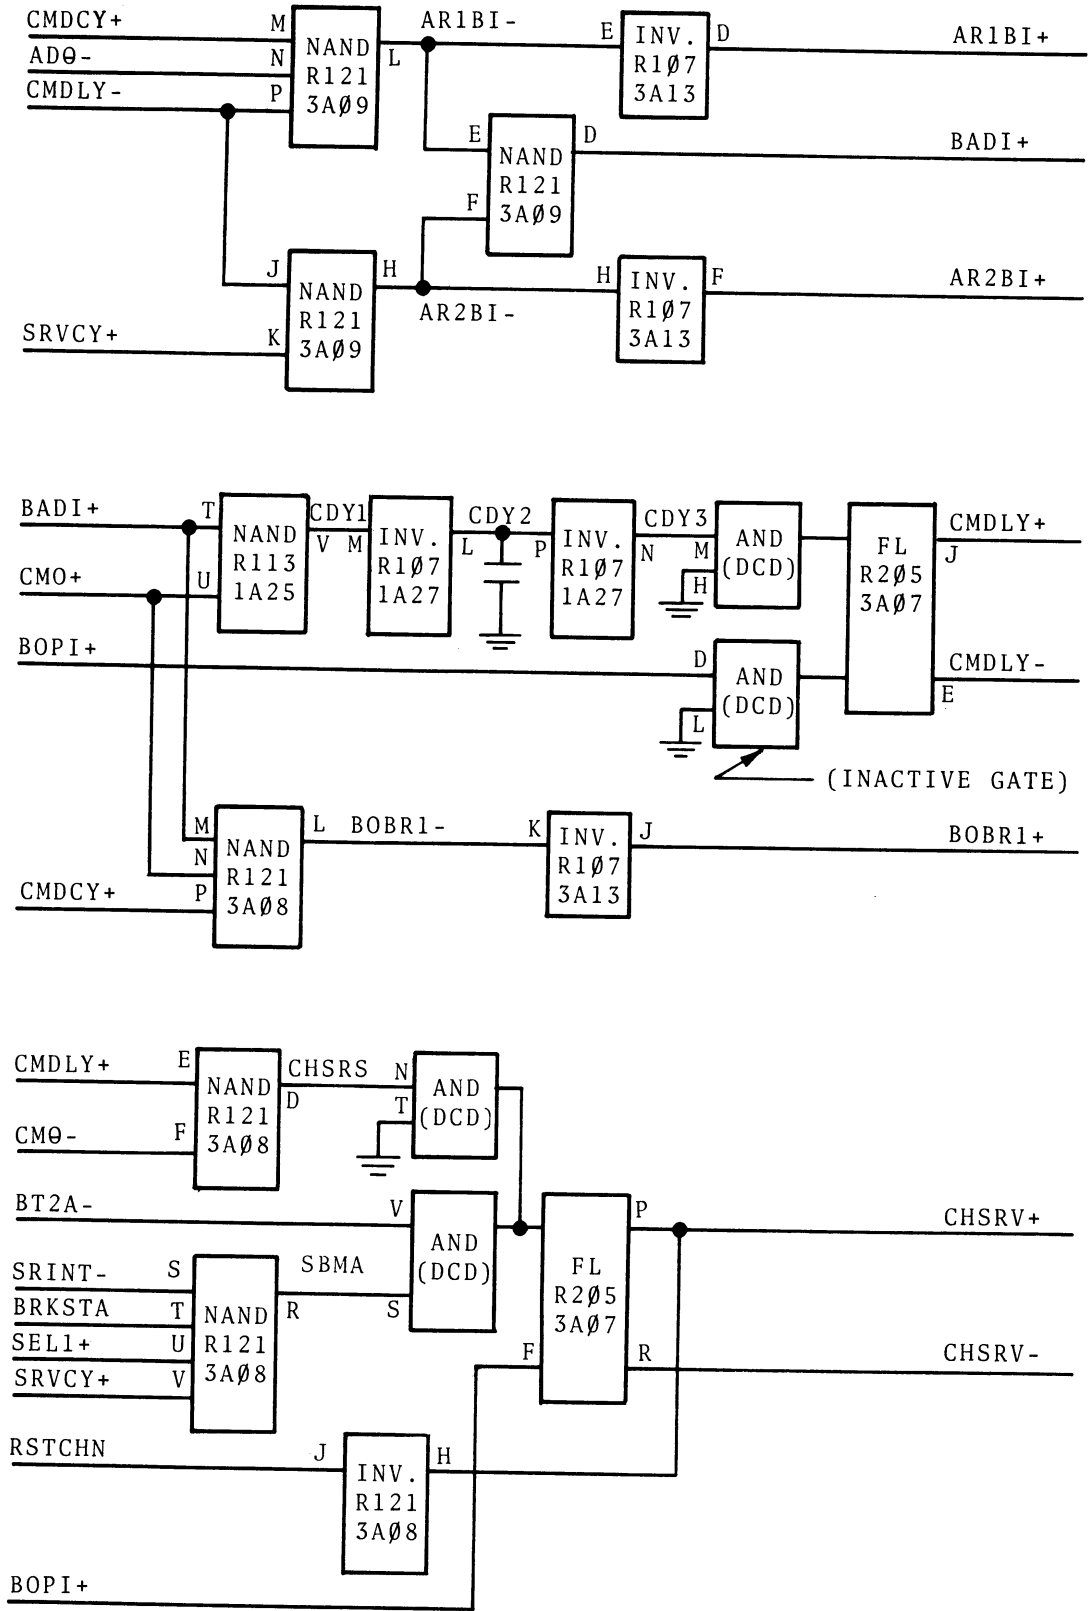 CMDCY+ M AR1BI- E INV. D AR1BI+
ADϴ- N NAND L R1Ø7
CMDLY- P R121 3A13
3AØ9
E NAND D BADI+
F R121
3AØ9
J NAND H H INV. F AR2BI+
R121 AR2BI- R1Ø7
SRVCY+ K 3AØ9 3A13
BADI+ T NAND CDY1 INV. CDY2 INV. CDY3 AND FL CMDLY+
R113 V M R1Ø7 L P R1Ø7 N M (DCD) R2Ø5 J
CMO+ U 1A25 1A27 1A27 H 3AØ7
BOPI+ D AND CMDLY-
L (DCD) E
(INACTIVE GATE)
M NAND L BOBR1- K INV. J BOBR1+
N R121 R1Ø7
CMDCY+ P 3AØ8 3A13
CMDLY+ E NAND CHSRS N AND
R121 D T (DCD)
CMϴ- F 3AØ8
BT2A- V AND P CHSRV+
SRINT- S SBMA (DCD) FL
BRKSTA T NAND R S R2Ø5
SEL1+ U R121 3AØ7
SRVCY+ V 3AØ8 F R CHSRV-
RSTCHN J INV. H
R121
3AØ8
BOPI+